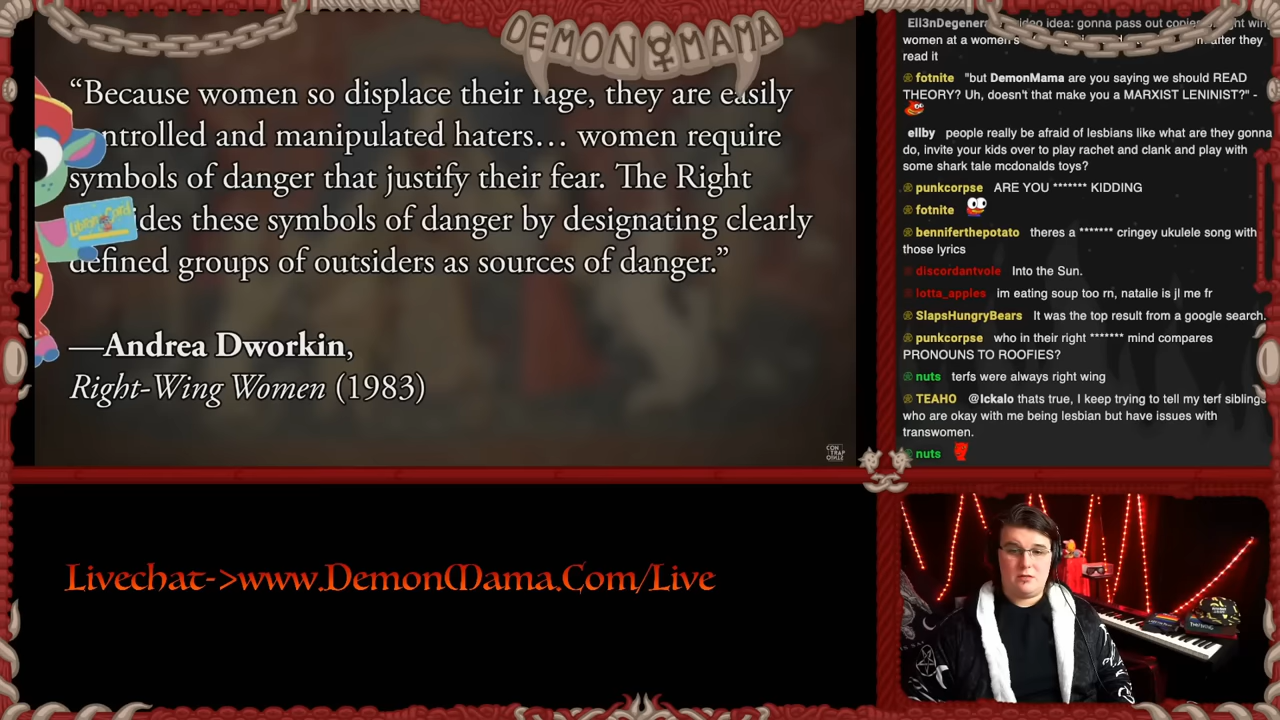 DEMON MAMA
“Because women so displace their rage, they are easily
ntrolled and manipulated haters… women require
symbols of danger that justify their fear. The Right
ides these symbols of danger by designating clearly
defined groups of outsiders as sources of danger.”
—Andrea Dworkin,
Right-Wing Women (1983)
Library Card
CON
TRAP
Livechat->www.DemonMama.Com/Live
women at a women's
after they
read it
fotnite "but DemonMama are you saying we should READ
THEORY? Uh, doesn't that make you a MARXIST LENINIST?" -
ellby people really be afraid of lesbians like what are they gonna
do, invite your kids over to play rachet and clank and play with
some shark tale mcdonalds toys?
punkcorpse ARE YOU ******* KIDDING
fotnite
benniferthepotato theres a ******* cringey ukulele song with
those lyrics
discordantvole Into the Sun.
lotta_apples im eating soup too rn, natalie is jl me fr
SlapsHungryBears It was the top result from a google search.
punkcorpse who in their right ******* mind compares
PRONOUNS TO ROOFIES?
nuts terfs were always right wing
TEAHO @Ickalo thats true, I keep trying to tell my terf siblings
who are okay with me being lesbian but have issues with
transwomen.
nuts